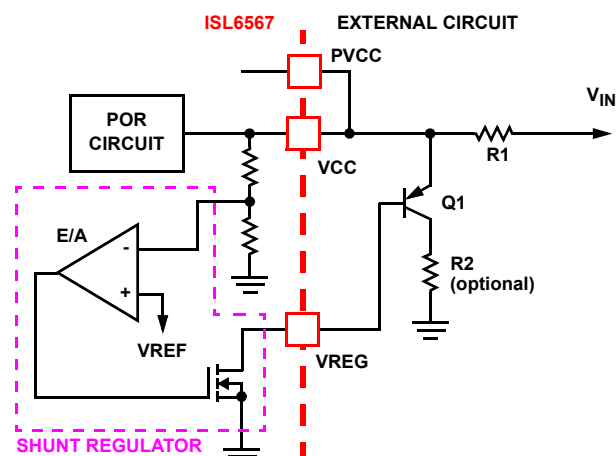 ISL6567 EXTERNAL CIRCUIT
PVCC
VIN
POR
CIRCUIT
VCC
R1
Q1
E/A
-
+
R2
(optional)
VREF
VREG
SHUNT REGULATOR